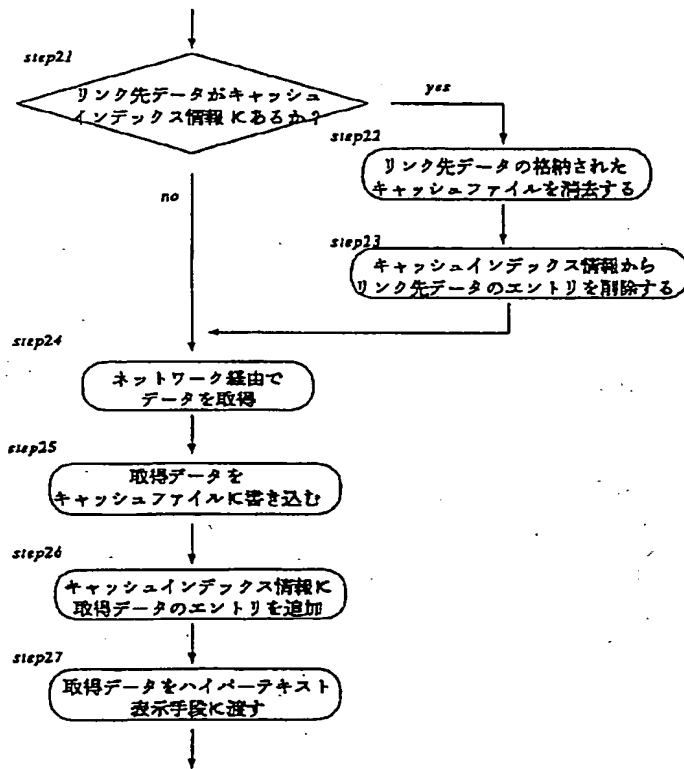 step21
リンク先データがキャッシュ
インデックス情報にあるか？
yes
no
step22
リンク先データの格納された
キャッシュファイルを消去する
step23
キャッシュインデックス情報から
リンク先データのエントリを削除する
step24
ネットワーク経由で
データを取得
step25
取得データを
キャッシュファイルに書き込む
step26
キャッシュインデックス情報に
取得データのエントリを追加
step27
取得データをハイパーテキスト
表示手段に渡す